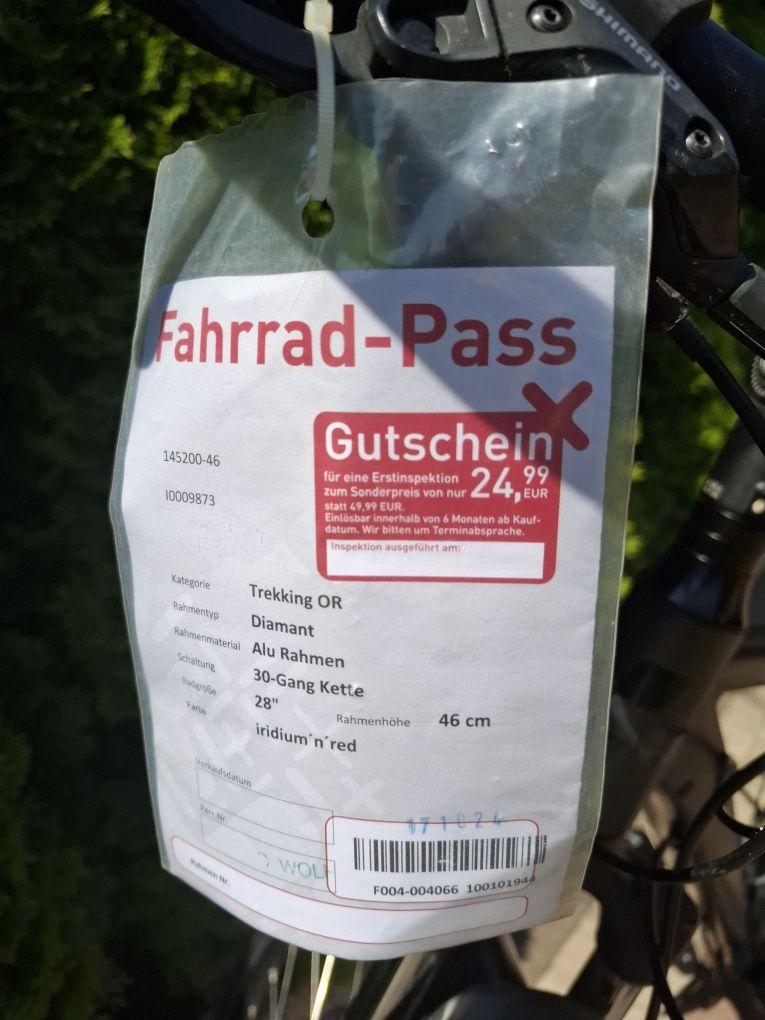 SHIMANO
Fahrrad-Pass
Gutschein
für eine Erstinspektion
zum Sonderpreis von nur 24,99 EUR
statt 49,99 EUR.
Einlösbar innerhalb von 6 Monaten ab Kauf-
datum. Wir bitten um Terminabsprache.
Inspektion ausgeführt am:
145200-46
I0009873
Kategorie Trekking OR
Rahmentyp Diamant
Rahmenmaterial Alu Rahmen
Schaltung 30-Gang Kette
Radgröße 28" Rahmenhöhe 46 cm
Farbe iridium´n´red
Verkaufsdatum
Pers.Nr.
171024
WOLF
F004-004066 100101944
Rahmen Nr.